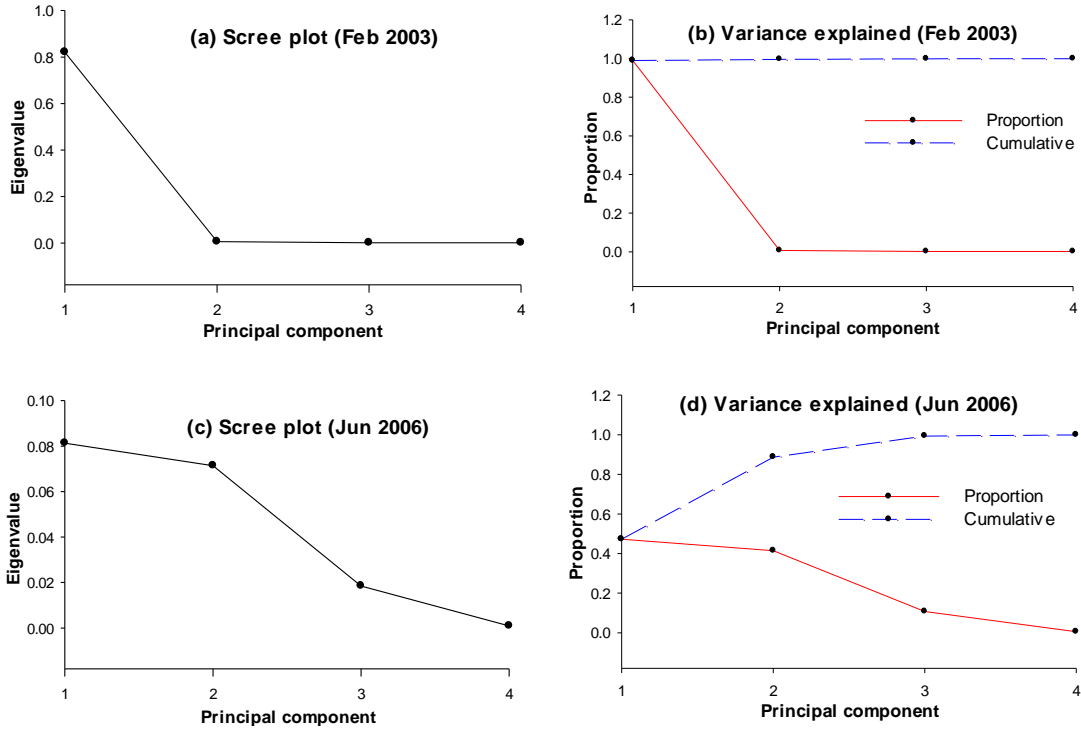 (a) Scree plot (Feb 2003)
Eigenvalue
1.0
0.8
0.6
0.4
0.2
0.0
1 2 3 4
Principal component
(b) Variance explained (Feb 2003)
Proportion
1.2
1.0
0.8
0.6
0.4
0.2
0.0
Proportion
Cumulative
1 2 3 4
Principal component
(c) Scree plot (Jun 2006)
Eigenvalue
0.10
0.08
0.06
0.04
0.02
0.00
1 2 3 4
Principal component
(d) Variance explained (Jun 2006)
Proportion
1.2
1.0
0.8
0.6
0.4
0.2
0.0
Proportion
Cumulative
1 2 3 4
Principal component